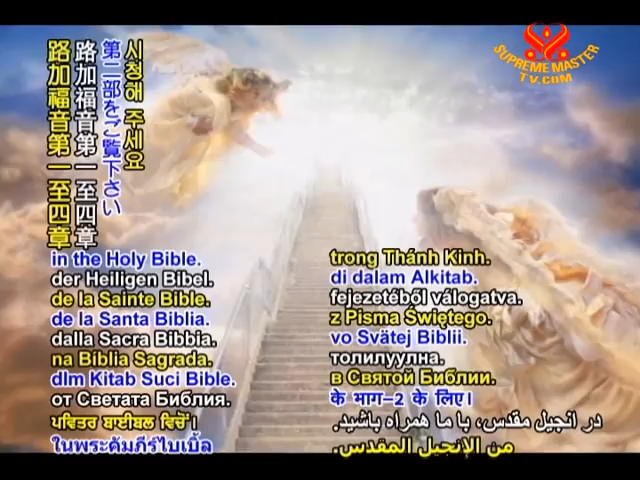 SUPREME MASTER
TV.COM
시청해 주세요
第二部をご覧下さい
路加福音第一至四章
路加福音第一至四章
in the Holy Bible.
der Heiligen Bibel.
de la Sainte Bible.
de la Santa Biblia.
dalla Sacra Bibbia.
na Bíblia Sagrada.
dlm Kitab Suci Bible.
от Светата Библия.
ਪਵਿਤਰ ਬਾਈਬਲ ਵਿਚੋਂ।
ในพระคัมภีร์ไบเบิ้ล
trong Thánh Kinh.
di dalam Alkitab.
fejezetéből válogatva.
z Pisma Świętego.
vo Svätej Biblii.
толилуулна.
в Святой Библии.
के भाग–2 के लिए।
در انجیل مقدس، با ما همراه باشید.
من الإنجيل المقدس.